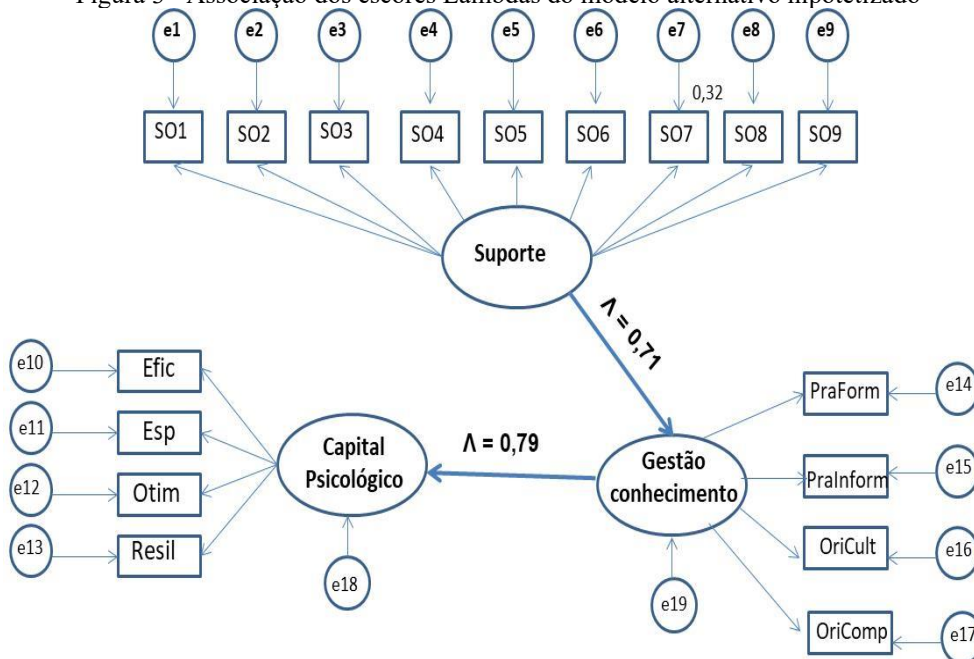 Figura 3 - Associação dos escores Lambdas do modelo alternativo hipotetizado
e1 e2 e3 e4 e5 e6 e7 e8 e9
0,32
SO1 SO2 SO3 SO4 SO5 SO6 SO7 SO8 SO9
Suporte
Λ = 0,71
e10 Efic
e11 Esp
e12 Otim
e13 Resil
Capital
Psicológico
e18
Λ = 0,79
Gestão
conhecimento
e19
PraForm e14
PraInform e15
OriCult e16
OriComp e17